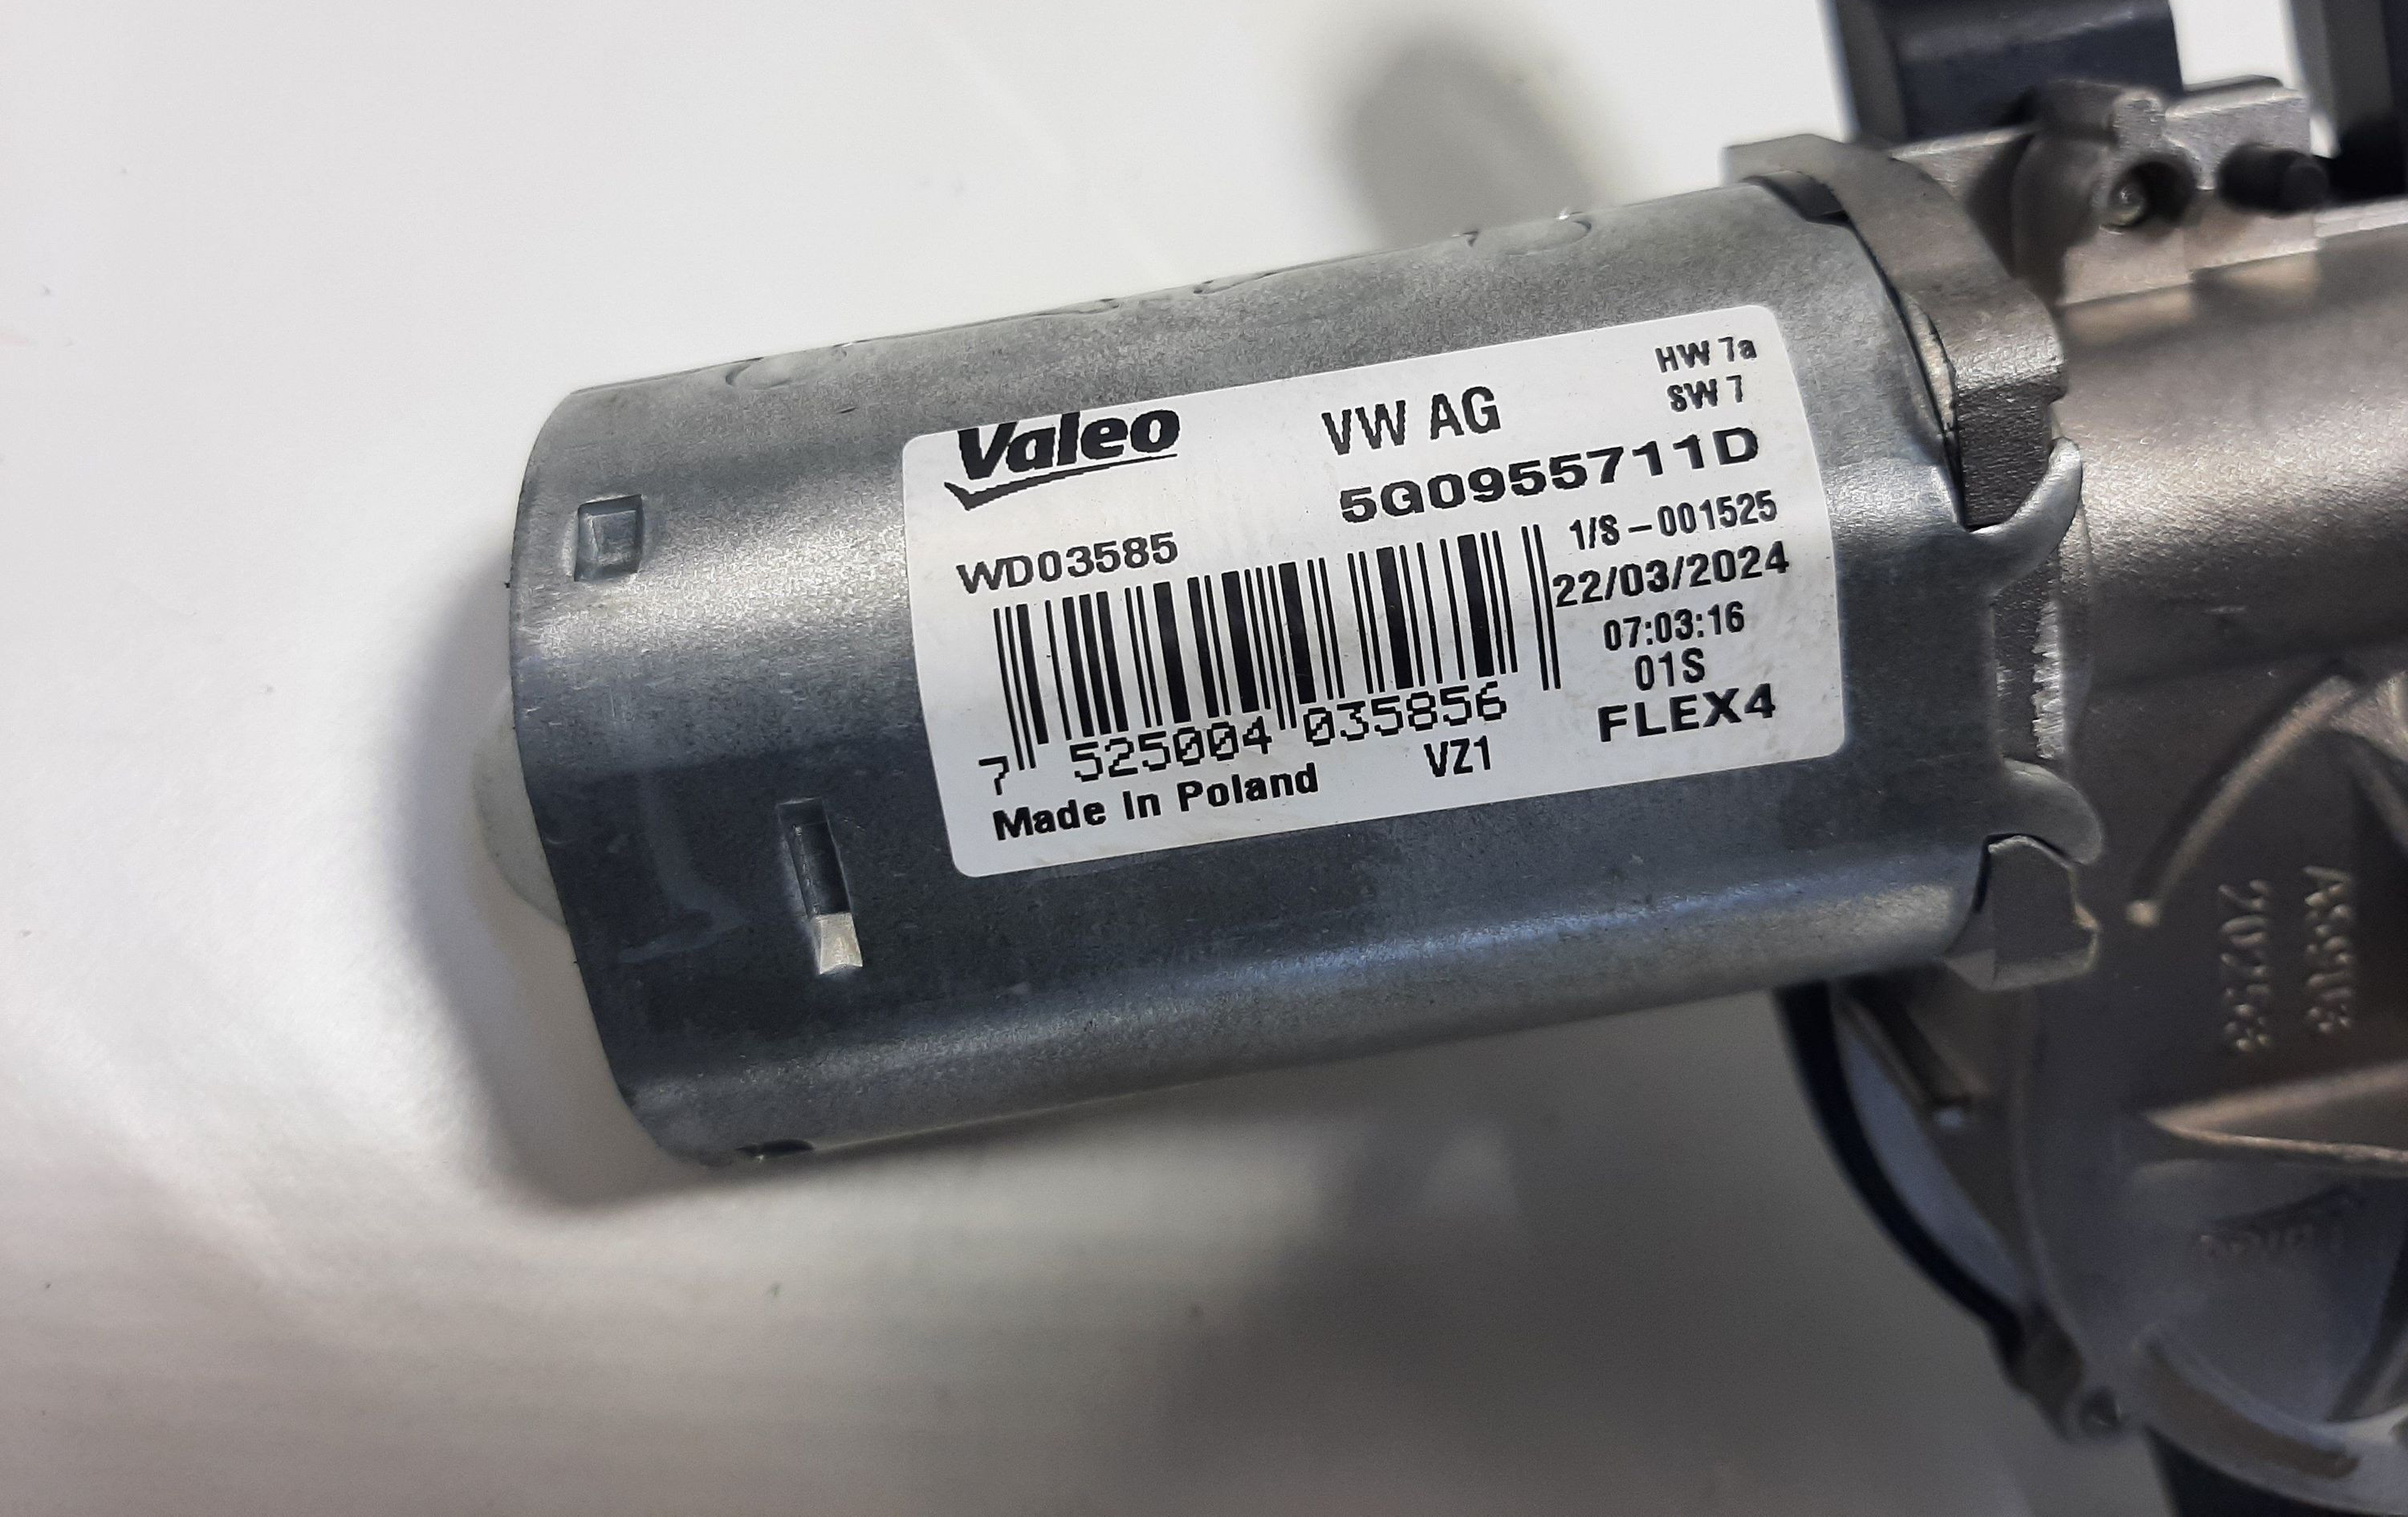 Valeo
VW AG
HW 7a
SW 7
5G0955711D
WD03585
1/S-001525
22/03/2024
07:03:16
01S
FLEX4
7 525004 035856
VZ1
Made In Poland